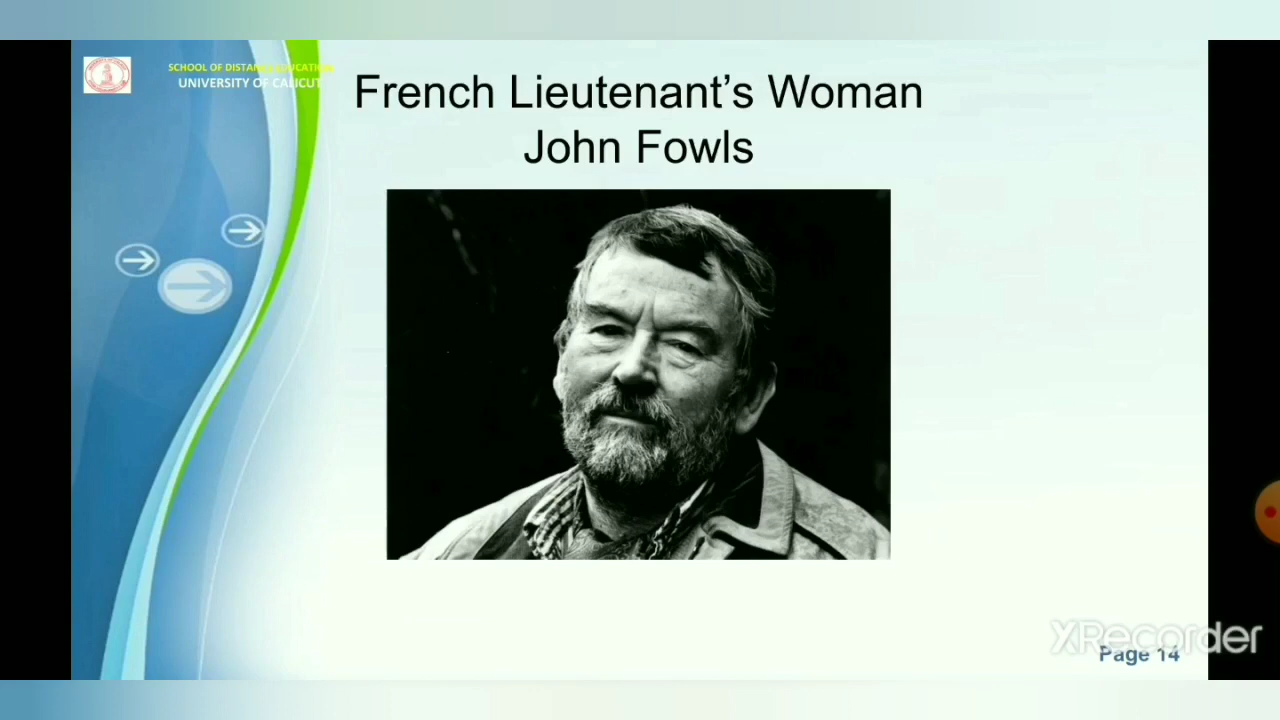 SCHOOL OF DISTANCE EDUCATION
UNIVERSITY OF CALICUT
French Lieutenant’s Woman
John Fowls
XRecorder
Page 14